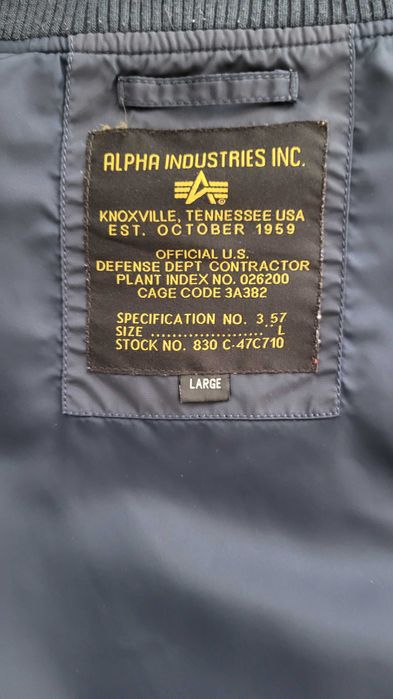 ALPHA INDUSTRIES INC.
KNOXVILLE, TENNESSEE USA
EST. OCTOBER 1959
OFFICIAL U.S.
DEFENSE DEPT CONTRACTOR
PLANT INDEX NO. 026200
CAGE CODE 3A382
SPECIFICATION NO. 3 57
SIZE ..................... L
STOCK NO. 830 C-47C710
LARGE